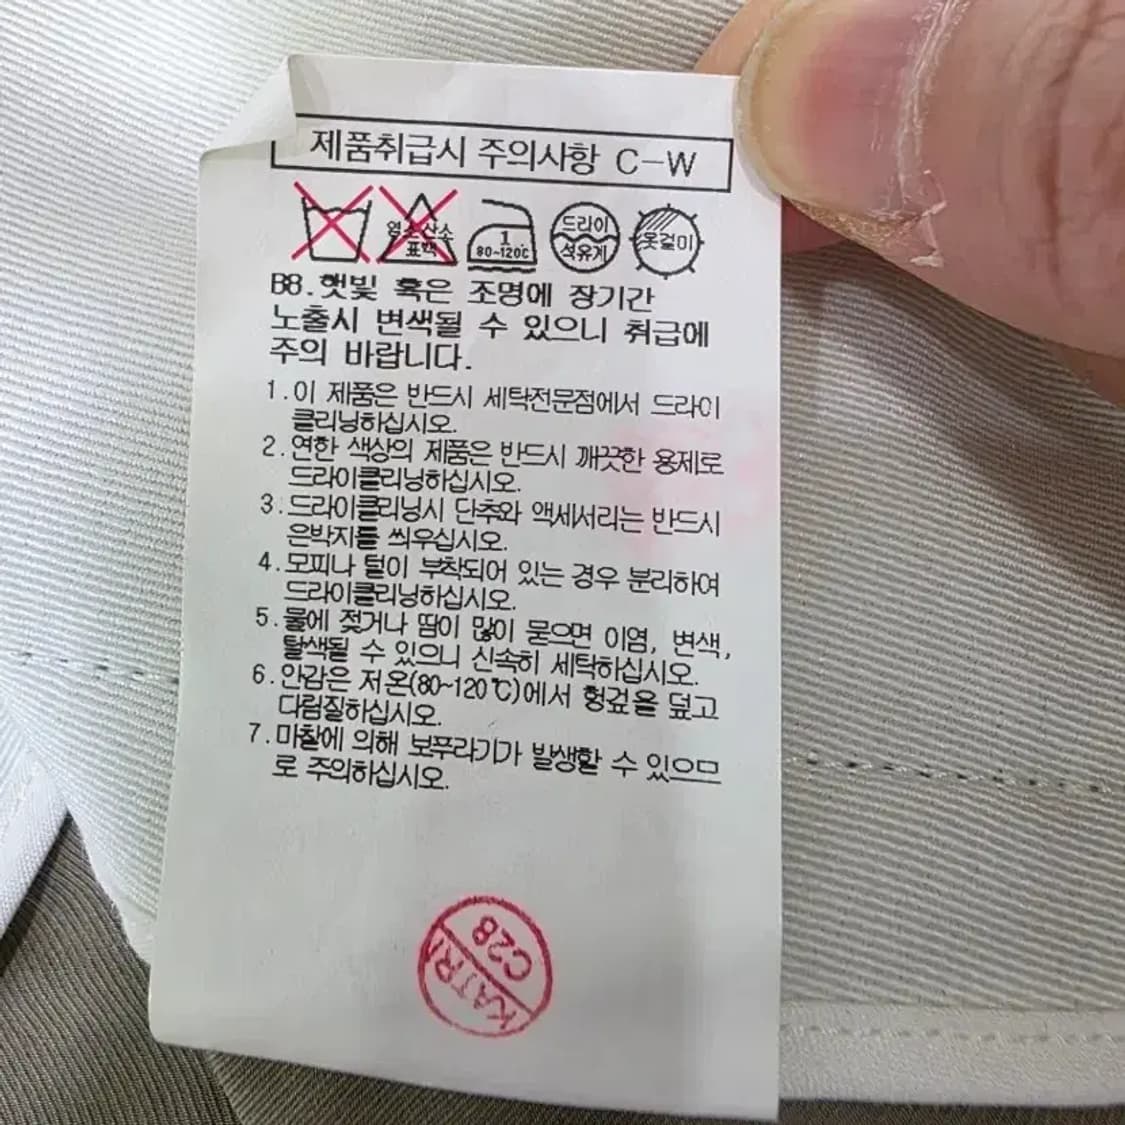 제품취급시 주의사항 C-W
염소산소
표백
1
80~120℃
드라이
석유계
옷걸이
B8.햇빛 혹은 조명에 장기간
노출시 변색될 수 있으니 취급에
주의 바랍니다.
1.이 제품은 반드시 세탁전문점에서 드라이
클리닝하십시오.
2.연한 색상의 제품은 반드시 깨끗한 용제로
드라이클리닝하십시오.
3.드라이클리닝시 단추와 액세서리는 반드시
은박지를 씌우십시오.
4.모피나 털이 부착되어 있는 경우 분리하여
드라이클리닝하십시오.
5.물에 젖거나 땀이 많이 묻으면 이염, 변색,
탈색될 수 있으니 신속히 세탁하십시오.
6.안감은 저온(80~120℃)에서 헝겊을 덮고
다림질하십시오.
7.마찰에 의해 보푸라기가 발생할 수 있으므
로 주의하십시오.
KATRI
C28